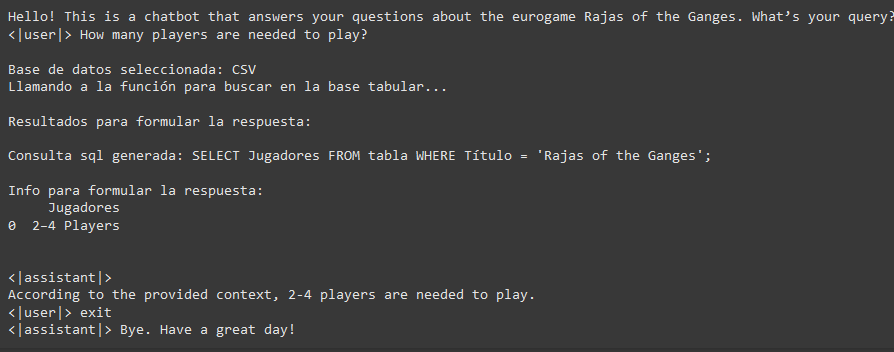 Hello! This is a chatbot that answers your questions about the eurogame Rajas of the Ganges. What’s your query?
<|user|> How many players are needed to play?
Base de datos seleccionada: CSV
Llamando a la función para buscar en la base tabular...
Resultados para formular la respuesta:
Consulta sql generada: SELECT Jugadores FROM tabla WHERE Título = 'Rajas of the Ganges';
Info para formular la respuesta:
Jugadores
0 2–4 Players
<|assistant|>
According to the provided context, 2-4 players are needed to play.
<|user|> exit
<|assistant|> Bye. Have a great day!